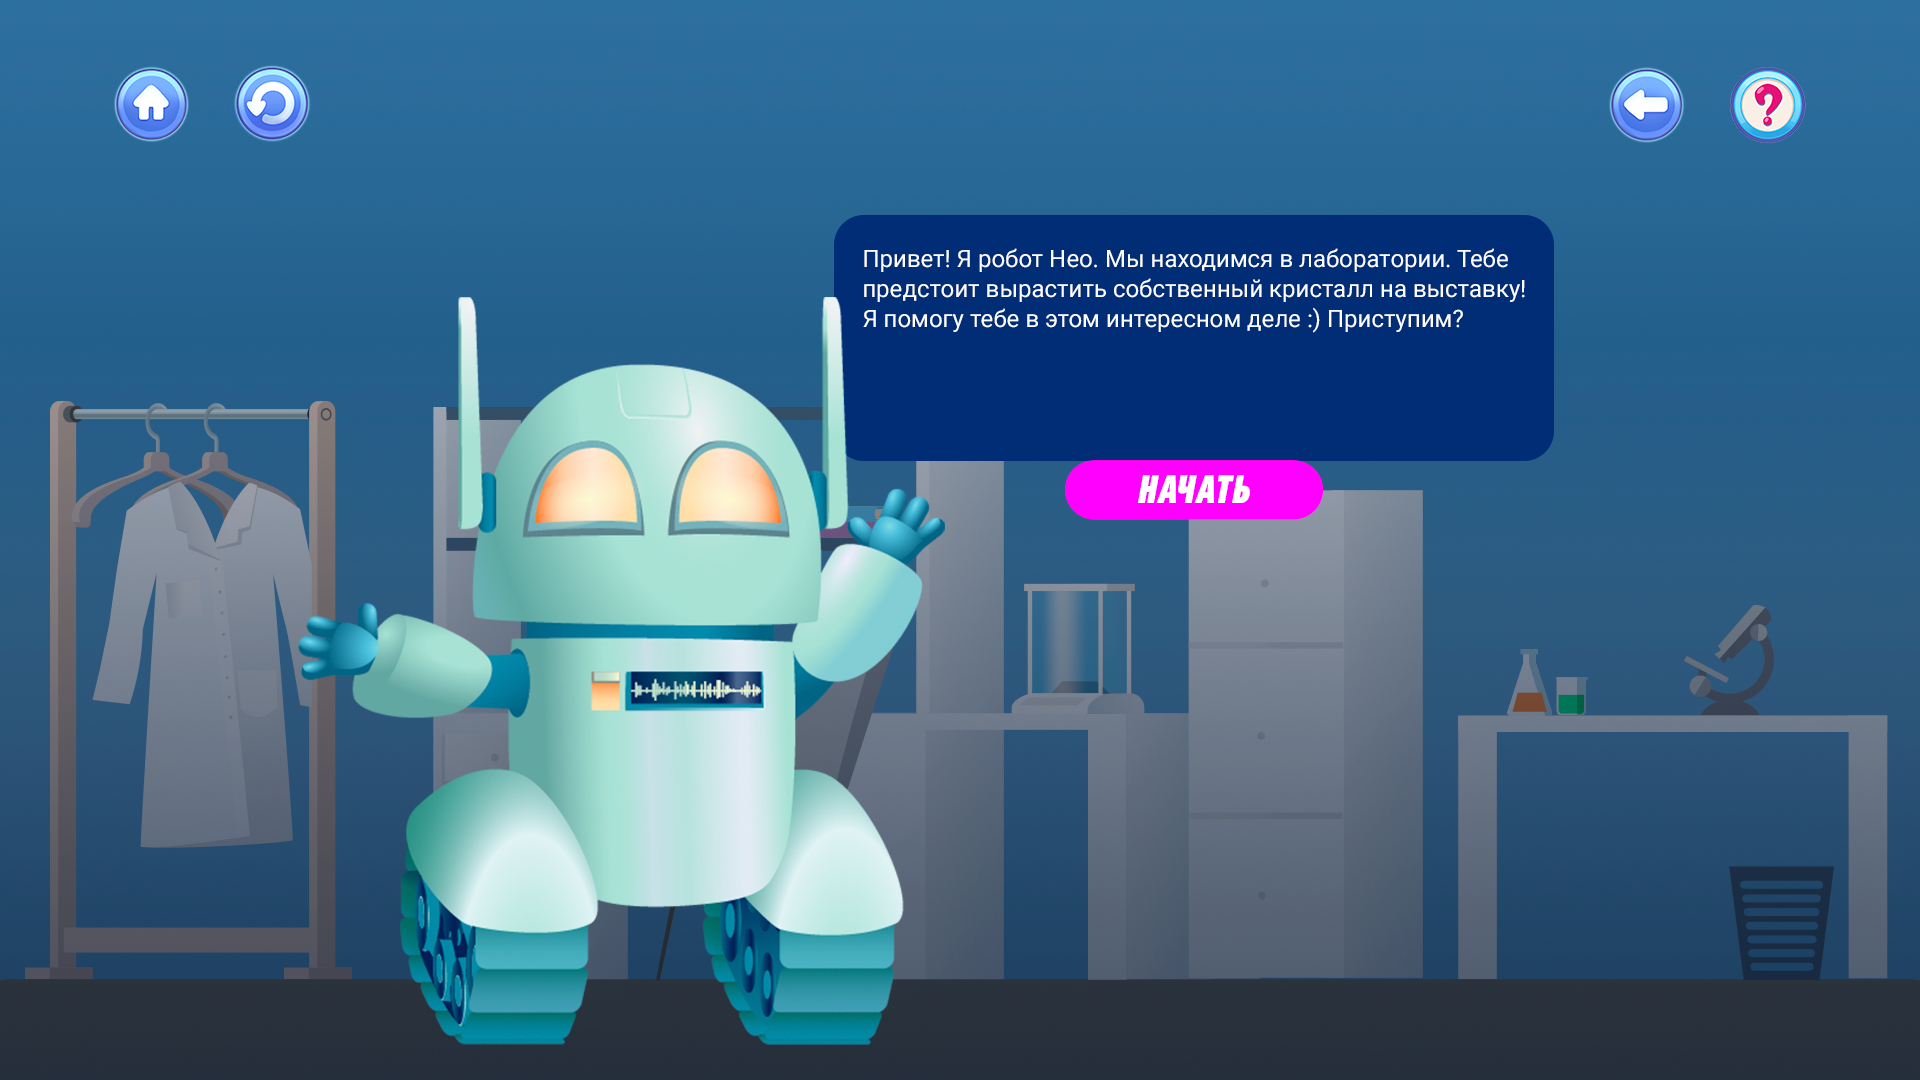 Привет! Я робот Нео. Мы находимся в лаборатории. Тебе
предстоит вырастить собственный кристалл на выставку!
Я помогу тебе в этом интересном деле :) Приступим?
НАЧАТЬ